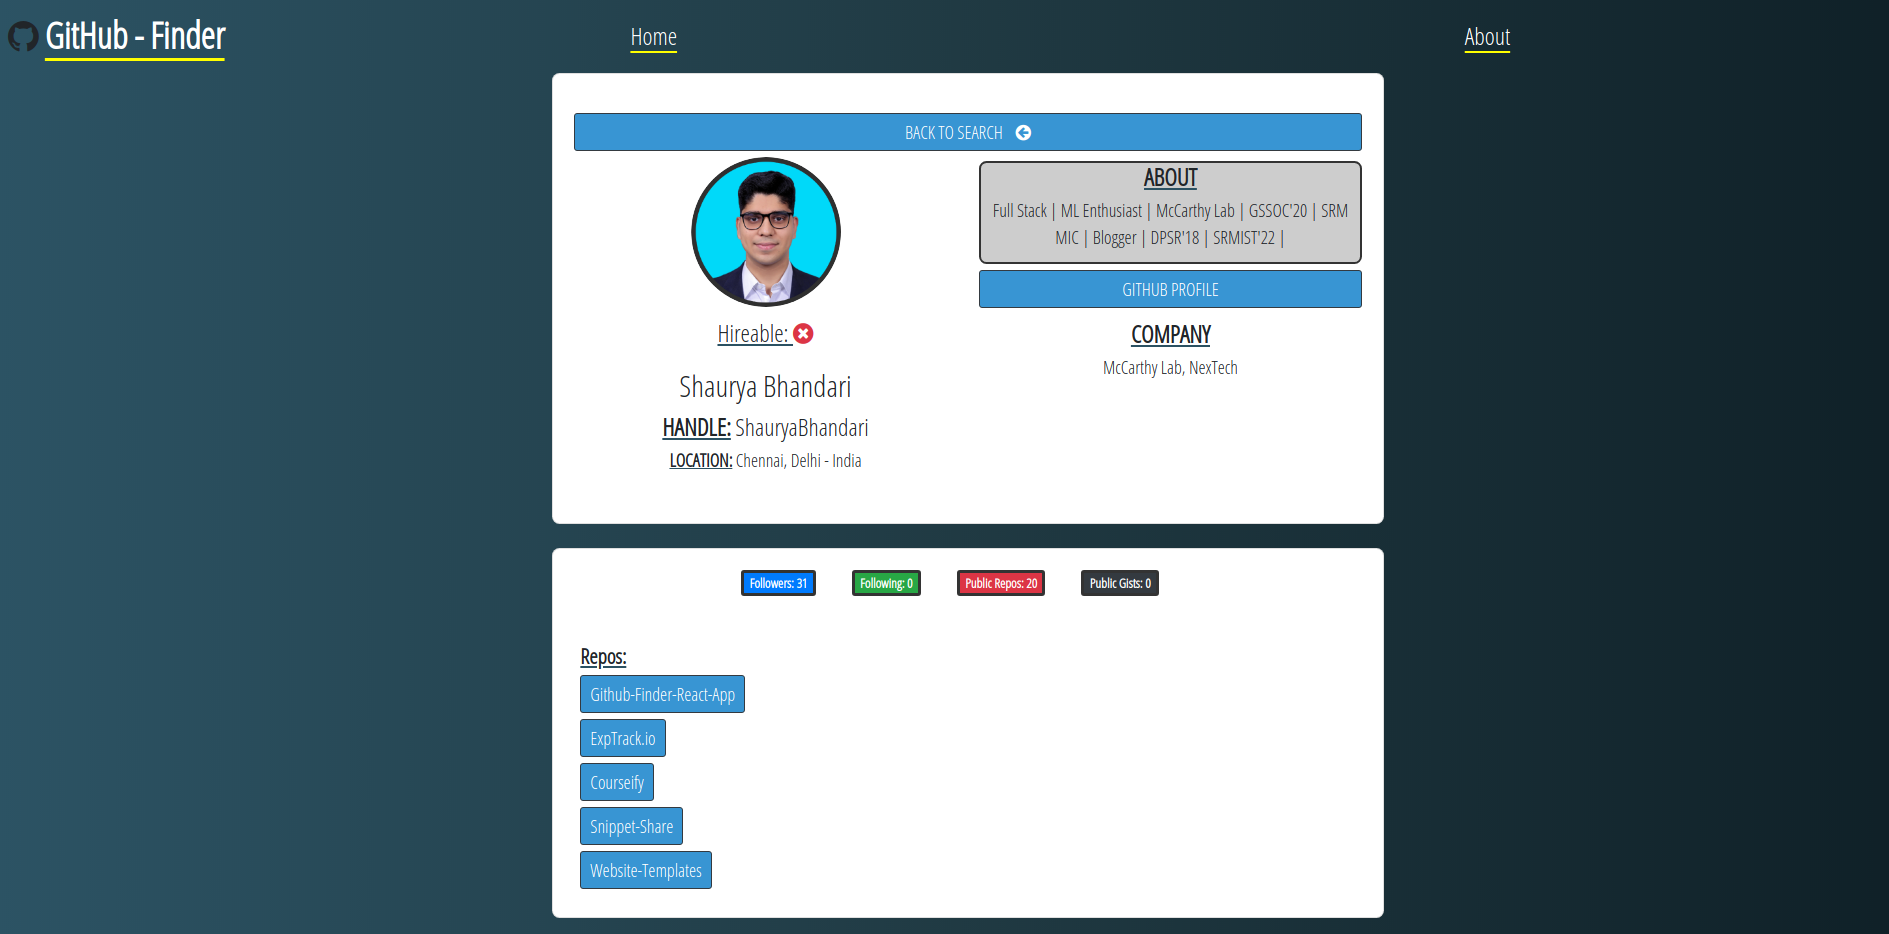 GitHub - Finder
Home
About
BACK TO SEARCH
ABOUT
Full Stack | ML Enthusiast | McCarthy Lab | GSSOC'20 | SRM
MIC | Blogger | DPSR'18 | SRMIST'22 |
GITHUB PROFILE
COMPANY
McCarthy Lab, NexTech
Hireable:
Shaurya Bhandari
HANDLE: ShauryaBhandari
LOCATION: Chennai, Delhi - India
Followers: 31
Following: 0
Public Repos: 20
Public Gists: 0
Repos:
Github-Finder-React-App
ExpTrack.io
Courseify
Snippet-Share
Website-Templates